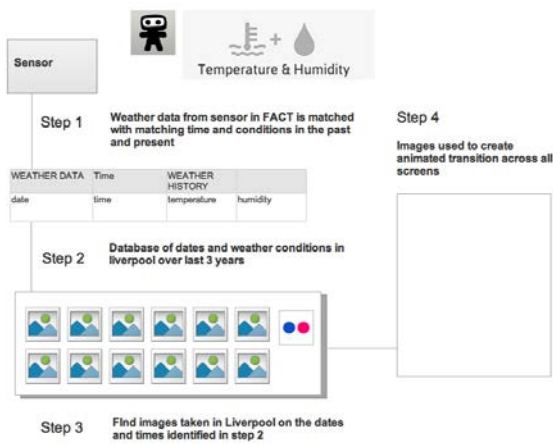 Temperature & Humidity
Sensor
Step 1
Weather data from sensor in FACT is matched
with matching time and conditions in the past
and present
WEATHER DATA Time WEATHER
HISTORY
date time temperature humidity
Step 2
Database of dates and weather conditions in
liverpool over last 3 years
Step 3
FInd images taken in Liverpool on the dates
and times identified in step 2
Step 4
Images used to create
animated transition across all
screens